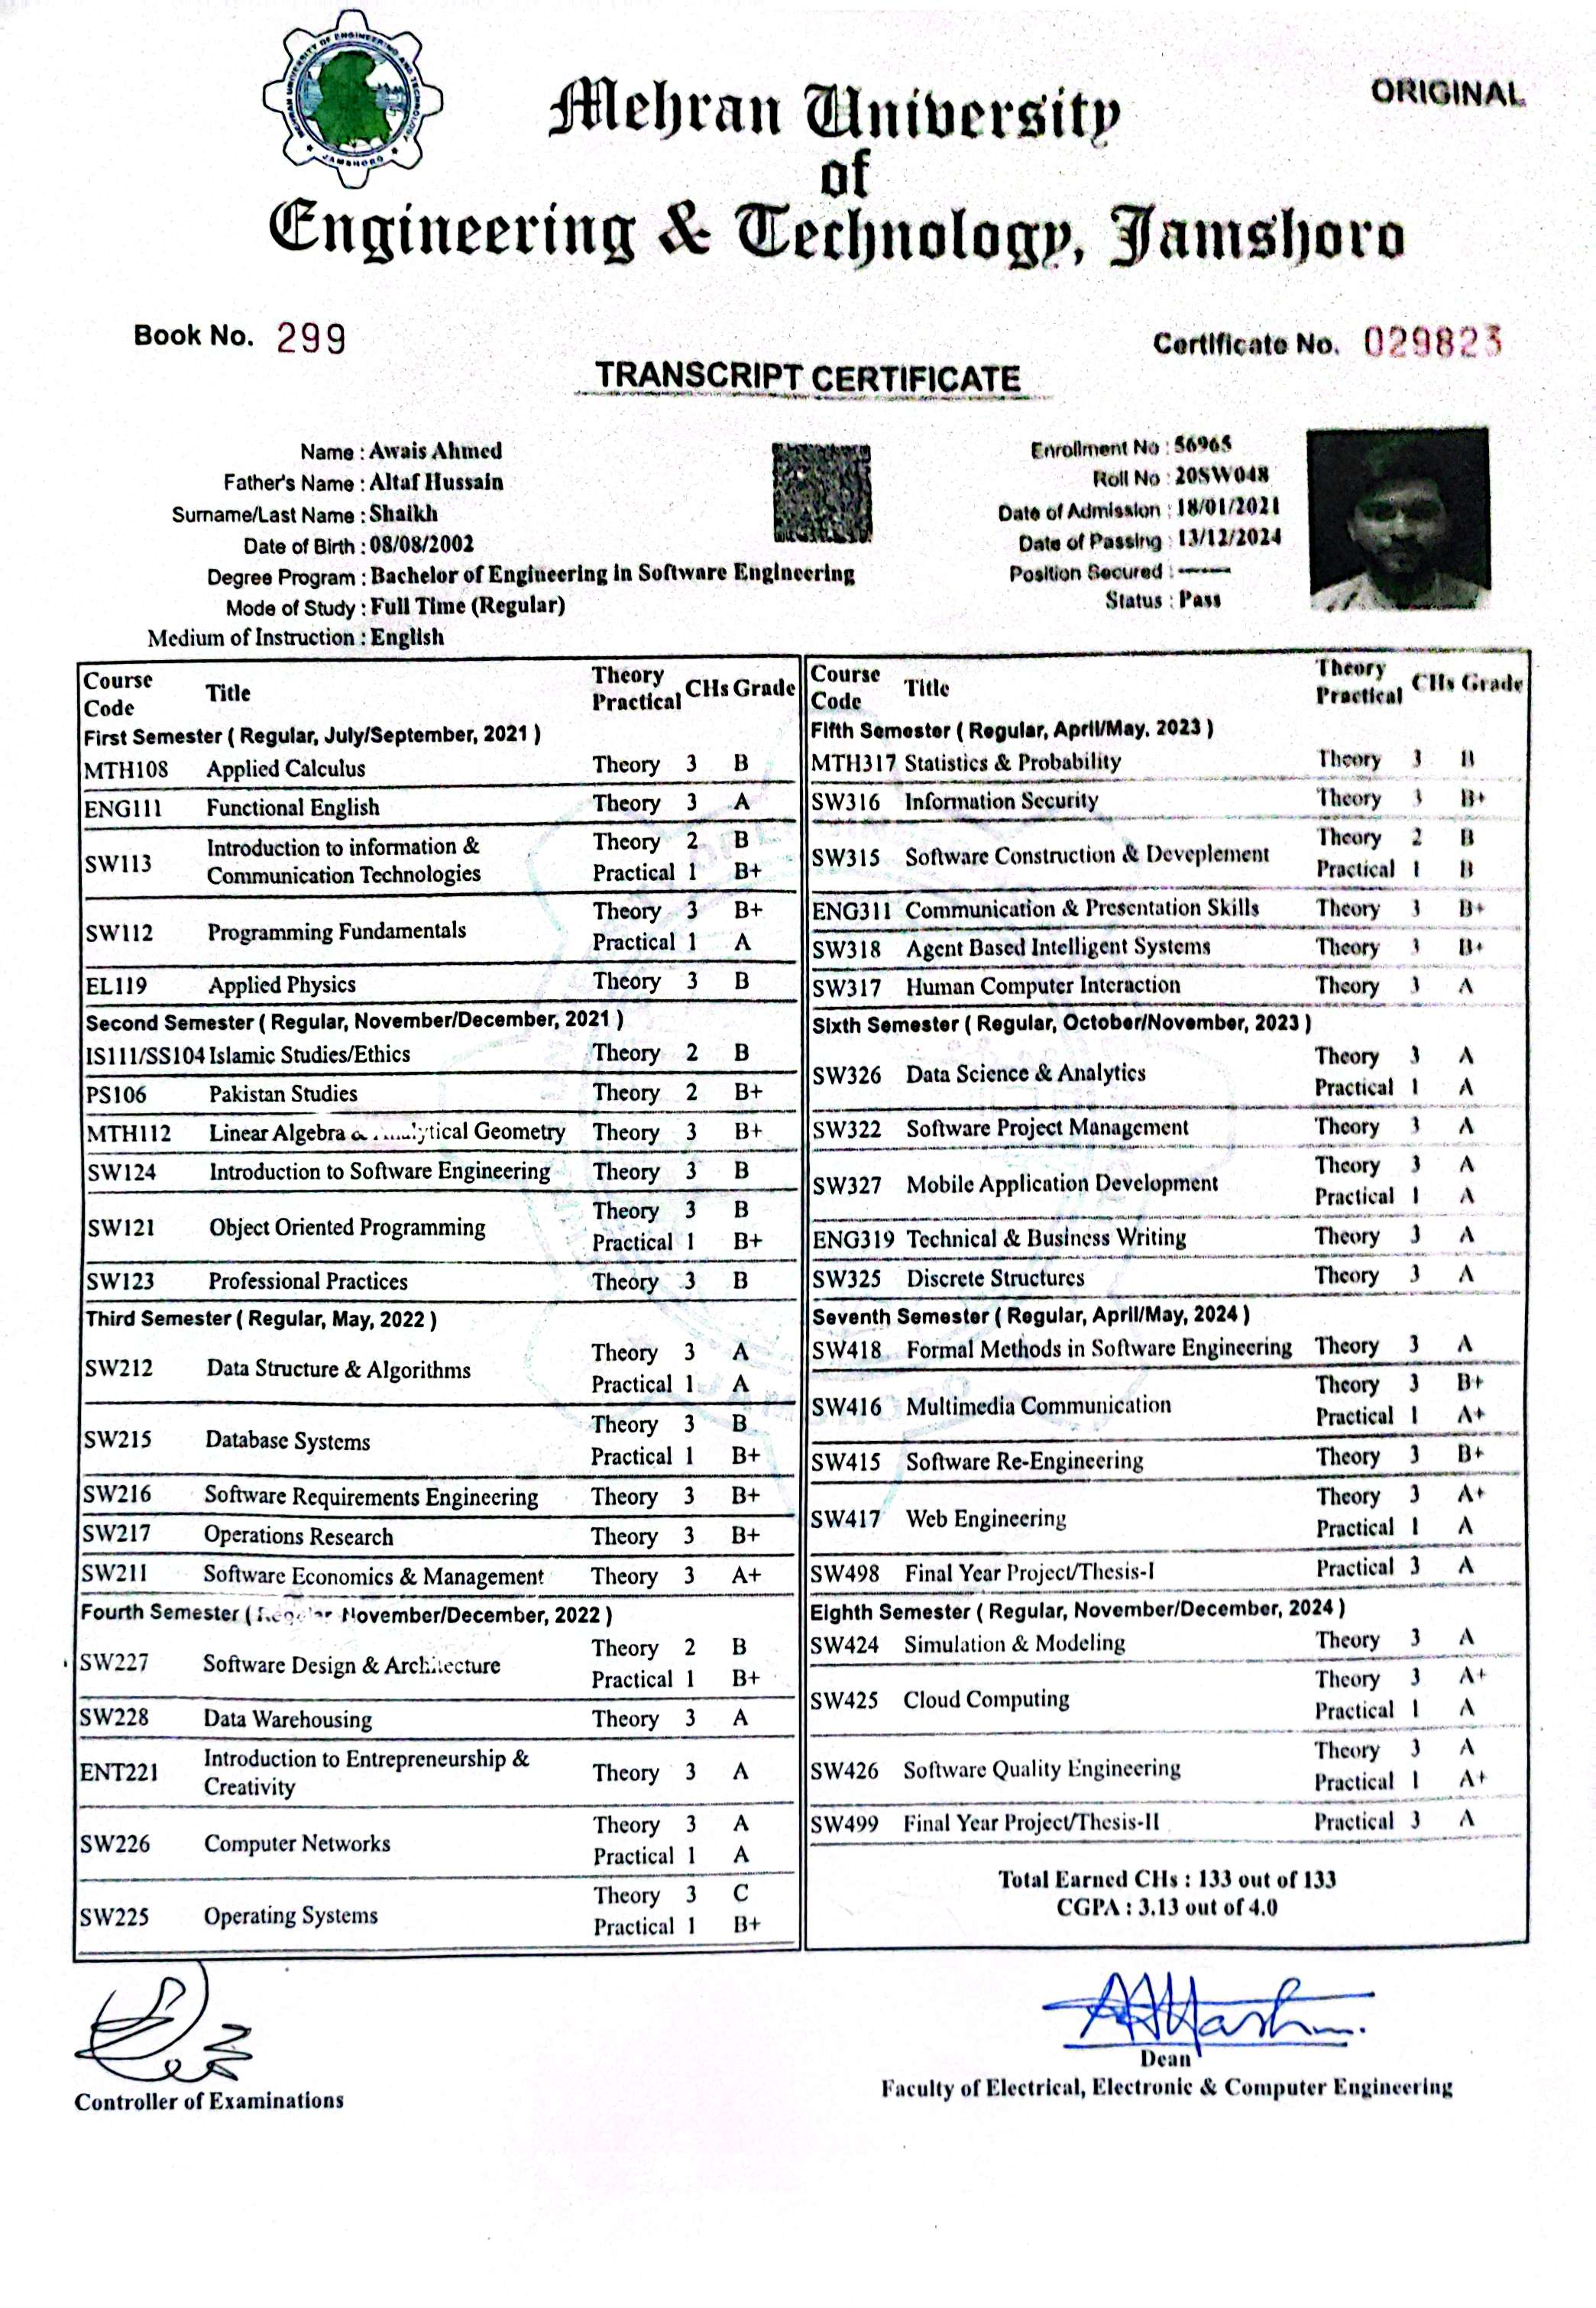 MEHRAN UNIVERSITY OF ENGINEERING AND TECHNOLOGY
JAMSHORO
ORIGINAL
Mehran University
of
Engineering & Technology, Jamshoro
Book No. 299
Certificate No. 029823
TRANSCRIPT CERTIFICATE
Name : Awais Ahmed
Father's Name : Altaf Hussain
Surname/Last Name : Shaikh
Date of Birth : 08/08/2002
Degree Program : Bachelor of Engineering in Software Engineering
Mode of Study : Full Time (Regular)
Medium of Instruction : English
Enrollment No : 56965
Roll No : 20SW048
Date of Admission : 18/01/2021
Date of Passing : 13/12/2024
Position Secured : -----
Status : Pass
Course Code Title Theory Practical CHs Grade
First Semester ( Regular, July/September, 2021 )
MTH108 Applied Calculus Theory 3 B
ENG111 Functional English Theory 3 A
SW113 Introduction to information & Communication Technologies Theory 2 B
Practical 1 B+
SW112 Programming Fundamentals Theory 3 B+
Practical 1 A
EL119 Applied Physics Theory 3 B
Second Semester ( Regular, November/December, 2021 )
IS111/SS104 Islamic Studies/Ethics Theory 2 B
PS106 Pakistan Studies Theory 2 B+
MTH112 Linear Algebra & Analytical Geometry Theory 3 B+
SW124 Introduction to Software Engineering Theory 3 B
SW121 Object Oriented Programming Theory 3 B
Practical 1 B+
SW123 Professional Practices Theory 3 B
Third Semester ( Regular, May, 2022 )
SW212 Data Structure & Algorithms Theory 3 A
Practical 1 A
SW215 Database Systems Theory 3 B
Practical 1 B+
SW216 Software Requirements Engineering Theory 3 B+
SW217 Operations Research Theory 3 B+
SW211 Software Economics & Management Theory 3 A+
Fourth Semester ( Regular November/December, 2022 )
SW227 Software Design & Architecture Theory 2 B
Practical 1 B+
SW228 Data Warehousing Theory 3 A
ENT221 Introduction to Entrepreneurship & Creativity Theory 3 A
SW226 Computer Networks Theory 3 A
Practical 1 A
SW225 Operating Systems Theory 3 C
Practical 1 B+
Course Code Title Theory Practical CHs Grade
Fifth Semester ( Regular, April/May, 2023 )
MTH317 Statistics & Probability Theory 3 B
SW316 Information Security Theory 3 B+
SW315 Software Construction & Deveplement Theory 2 B
Practical 1 B
ENG311 Communication & Presentation Skills Theory 3 B+
SW318 Agent Based Intelligent Systems Theory 3 B+
SW317 Human Computer Interaction Theory 3 A
Sixth Semester ( Regular, October/November, 2023 )
SW326 Data Science & Analytics Theory 3 A
Practical 1 A
SW322 Software Project Management Theory 3 A
SW327 Mobile Application Development Theory 3 A
Practical 1 A
ENG319 Technical & Business Writing Theory 3 A
SW325 Discrete Structures Theory 3 A
Seventh Semester ( Regular, April/May, 2024 )
SW418 Formal Methods in Software Engineering Theory 3 A
SW416 Multimedia Communication Theory 3 B+
Practical 1 A+
SW415 Software Re-Engineering Theory 3 B+
SW417 Web Engineering Theory 3 A+
Practical 1 A
SW498 Final Year Project/Thesis-I Practical 3 A
Eighth Semester ( Regular, November/December, 2024 )
SW424 Simulation & Modeling Theory 3 A
SW425 Cloud Computing Theory 3 A+
Practical 1 A
SW426 Software Quality Engineering Theory 3 A
Practical 1 A+
SW499 Final Year Project/Thesis-II Practical 3 A
Total Earned CHs : 133 out of 133
CGPA : 3.13 out of 4.0
Controller of Examinations
Dean
Faculty of Electrical, Electronic & Computer Engineering